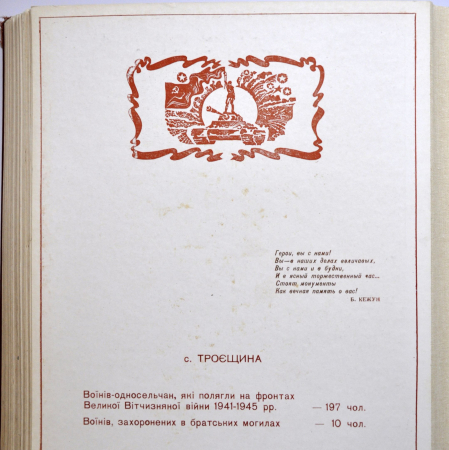 Герои, вы с нами!
Вы—в наших делах величавых,
Вы с нами и в будни,
И в ясный торжественный час...
Стоят, монументы
Как вечная память о вас!
Б. КЕЖУН
с. ТРОЄЩИНА
Воїнів-односельчан, які полягли на фронтах
Великої Вітчизняної війни 1941-1945 рр. — 197 чол.
Воїнів, захоронених в братських могилах — 10 чол.